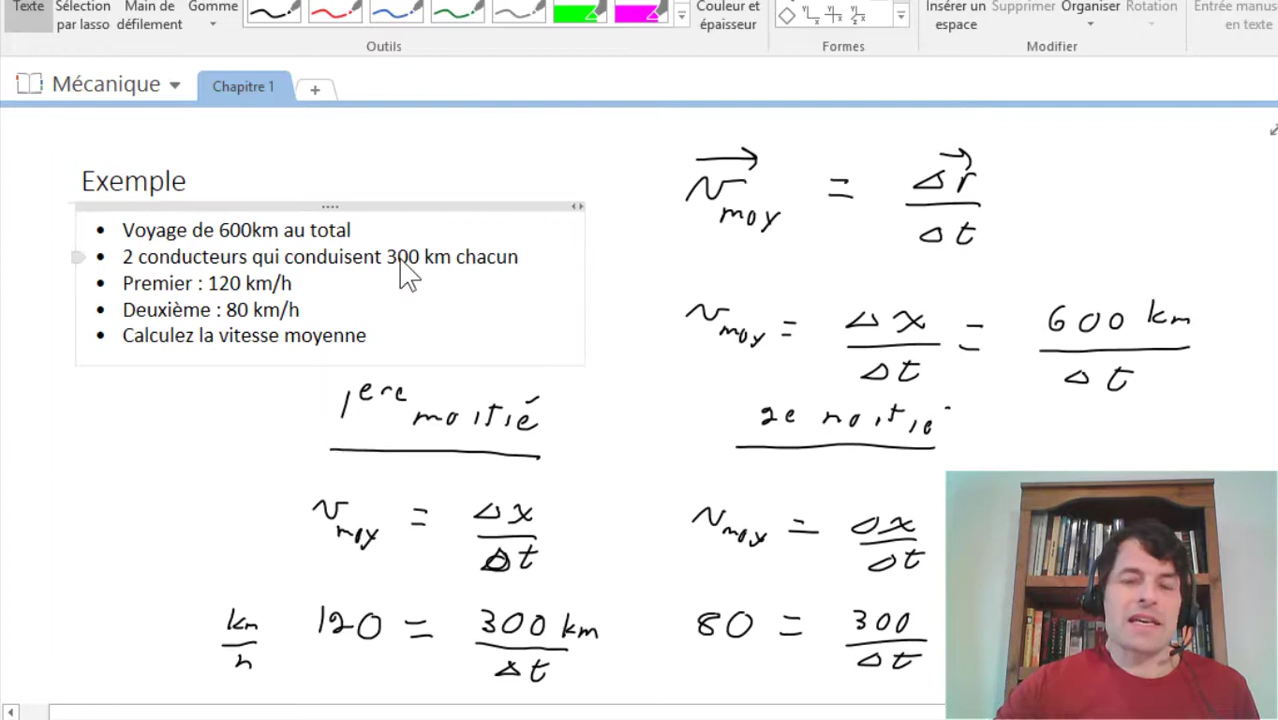 Texte
Sélection par lasso
Main de défilement
Gomme
Couleur et épaisseur
Insérer un espace
Supprimer
Organiser
Rotation
Entrée manus
en texte
Outils
Formes
Modifier
Mécanique
Chapitre 1
+
Exemple
• Voyage de 600km au total
• 2 conducteurs qui conduisent 300 km chacun
• Premier : 120 km/h
• Deuxième : 80 km/h
• Calculez la vitesse moyenne
v⃗moy = Δr⃗ / Δt
vmoy = Δx / Δt = 600 km / Δt
1ere moitié
2e moitié
vmoy = Δx / Δt
vmoy = Δx / Δt
km / h 120 = 300 km / Δt
80 = 300 / Δt